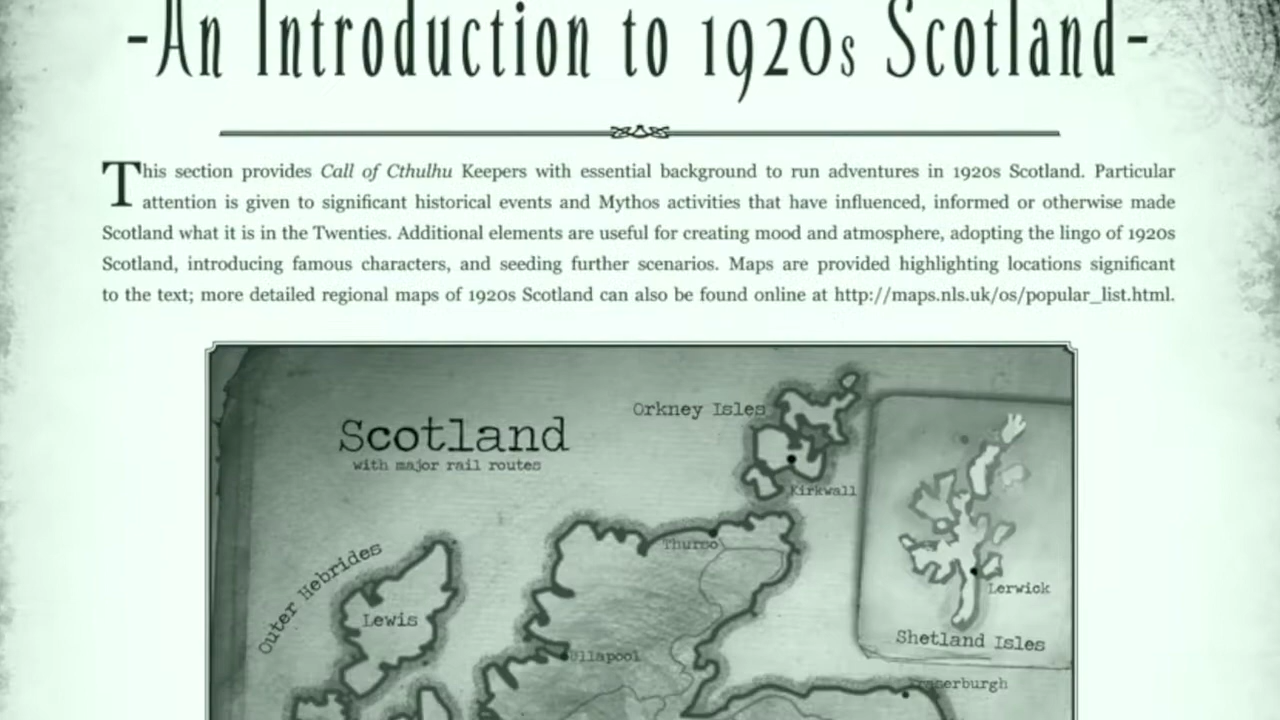 -An Introduction to 1920s Scotland-
This section provides Call of Cthulhu Keepers with essential background to run adventures in 1920s Scotland. Particular
attention is given to significant historical events and Mythos activities that have influenced, informed or otherwise made
Scotland what it is in the Twenties. Additional elements are useful for creating mood and atmosphere, adopting the lingo of 1920s
Scotland, introducing famous characters, and seeding further scenarios. Maps are provided highlighting locations significant
to the text; more detailed regional maps of 1920s Scotland can also be found online at http://maps.nls.uk/os/popular_list.html.
Orkney Isles
Scotland
with major rail routes
Kirkwall
Thurso
Outer Hebrides
Lerwick
Lewis
Shetland Isles
Ullapool
Fraserburgh